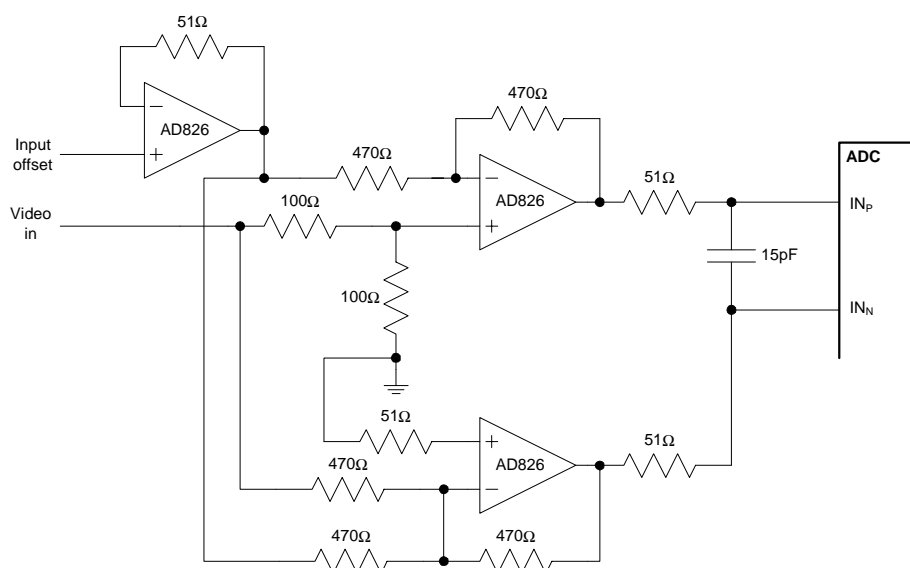 51Ω
−
AD826
+
Input
offset
470Ω
470Ω
−
AD826
+
51Ω
ADC
INP
Video
in
100Ω
15pF
100Ω
INN
51Ω
+
AD826
−
51Ω
470Ω
470Ω
470Ω